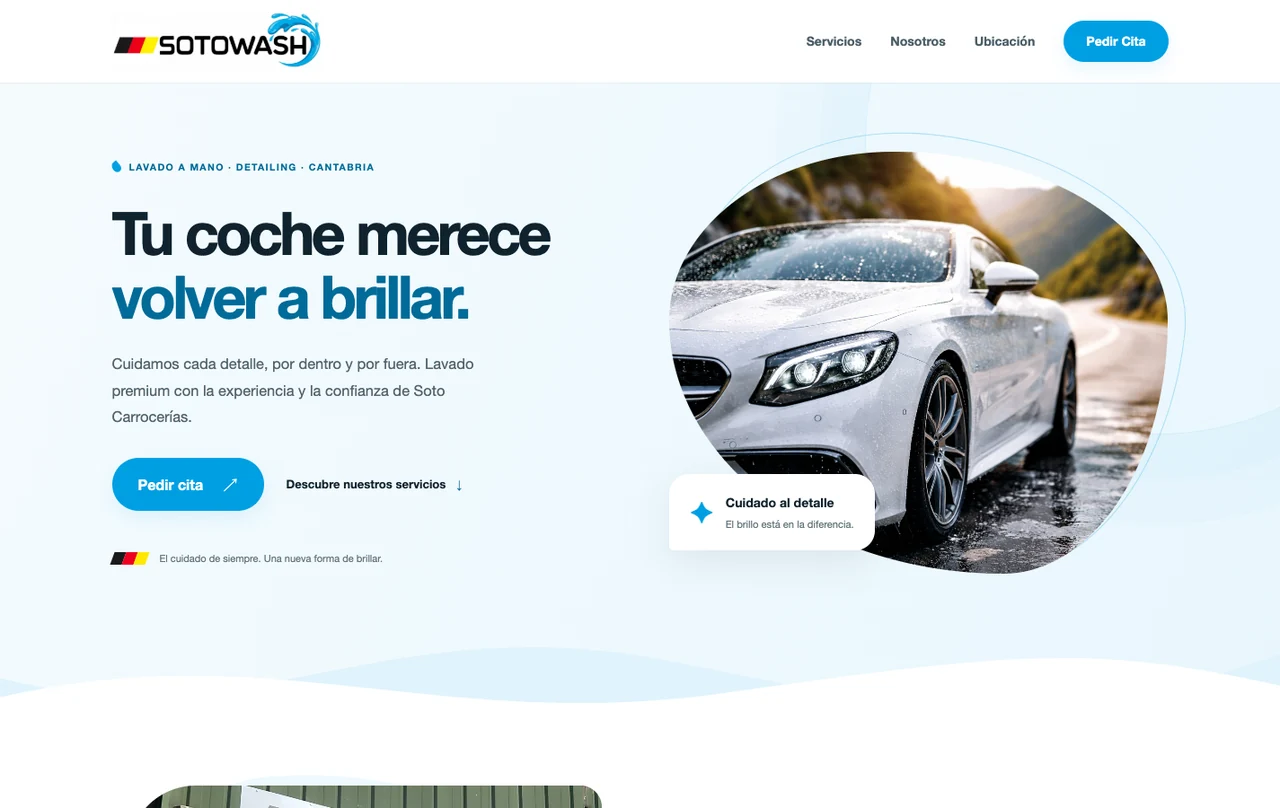 SOTOWASH
Servicios
Nosotros
Ubicación
Pedir Cita
LAVADO A MANO · DETAILING · CANTABRIA
Tu coche merece
volver a brillar.
Cuidamos cada detalle, por dentro y por fuera. Lavado
premium con la experiencia y la confianza de Soto
Carrocerías.
Pedir cita
Descubre nuestros servicios ↓
El cuidado de siempre. Una nueva forma de brillar.
Cuidado al detalle
El brillo está en la diferencia.